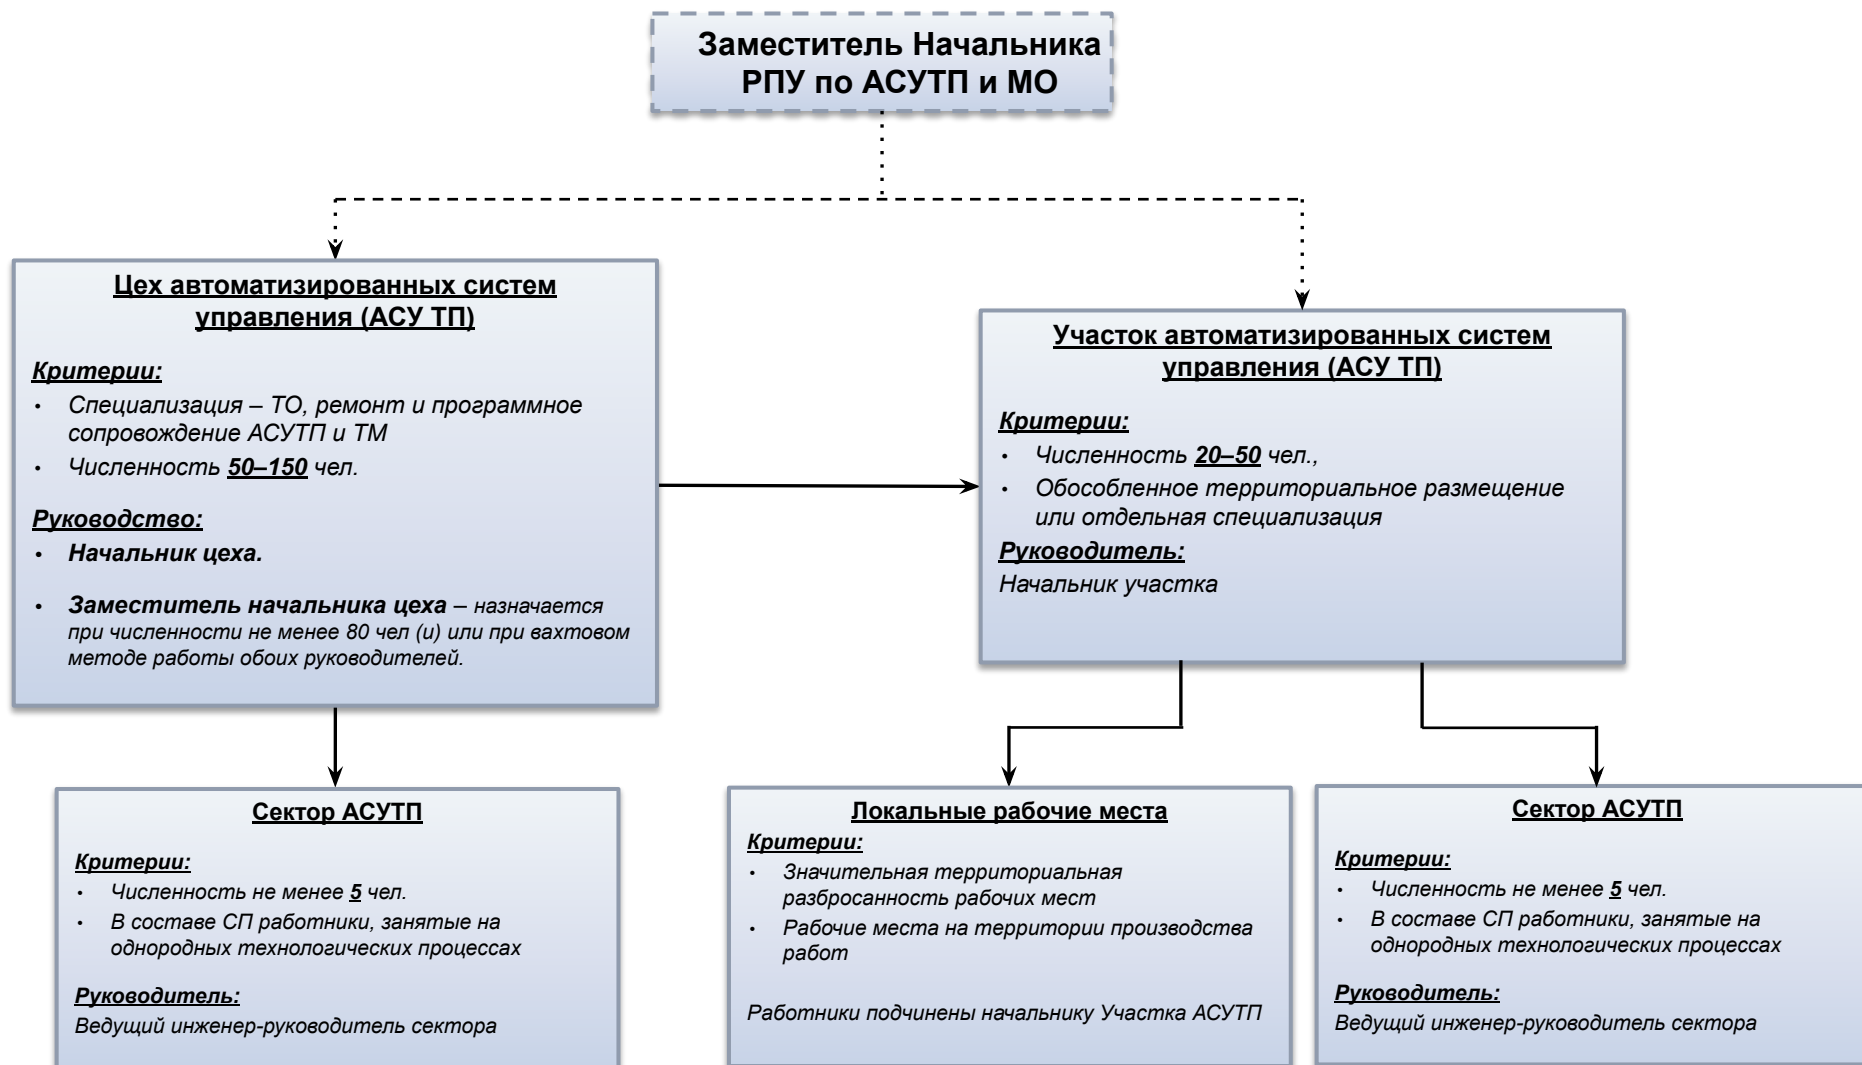 Заместитель Начальника
РПУ по АСУТП и МО
Цех автоматизированных систем
управления (АСУ ТП)
Критерии:
• Специализация – ТО, ремонт и программное
сопровождение АСУТП и ТМ
• Численность 50–150 чел.
Руководство:
• Начальник цеха.
• Заместитель начальника цеха – назначается
при численности не менее 80 чел (и) или при вахтовом
методе работы обоих руководителей.
Участок автоматизированных систем
управления (АСУ ТП)
Критерии:
• Численность 20–50 чел.,
• Обособленное территориальное размещение
или отдельная специализация
Руководитель:
Начальник участка
Сектор АСУТП
Критерии:
• Численность не менее 5 чел.
• В составе СП работники, занятые на
однородных технологических процессах
Руководитель:
Ведущий инженер-руководитель сектора
Локальные рабочие места
Критерии:
• Значительная территориальная
разбросанность рабочих мест
• Рабочие места на территории производства
работ
Работники подчинены начальнику Участка АСУТП
Сектор АСУТП
Критерии:
• Численность не менее 5 чел.
• В составе СП работники, занятые на
однородных технологических процессах
Руководитель:
Ведущий инженер-руководитель сектора